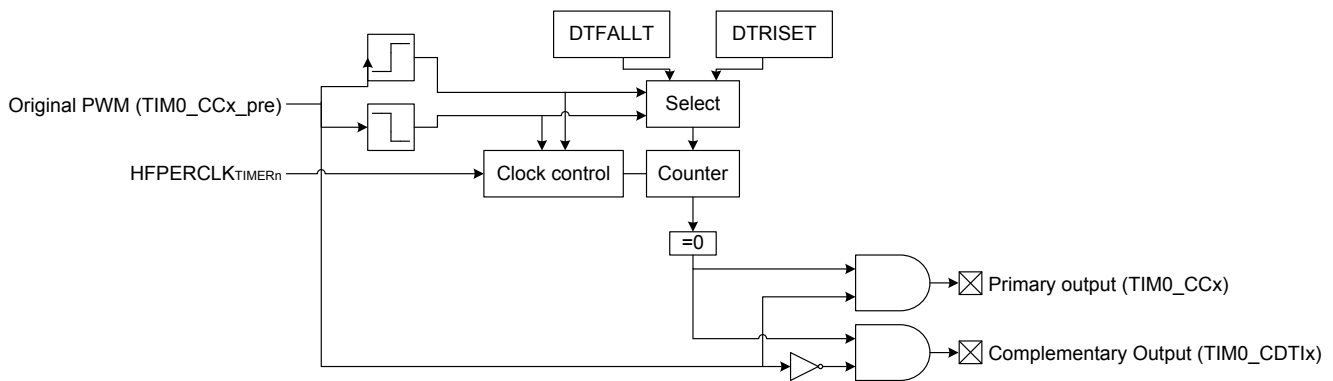 DTFALLT
DTRISET
Original PWM (TIM0_CCx_pre)
Select
HFPERCLKTIMERn
Clock control
Counter
=0
Primary output (TIM0_CCx)
Complementary Output (TIM0_CDTIx)